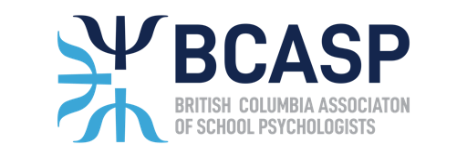 BCASP
BRITISH COLUMBIA ASSOCIATON
OF SCHOOL PSYCHOLOGISTS